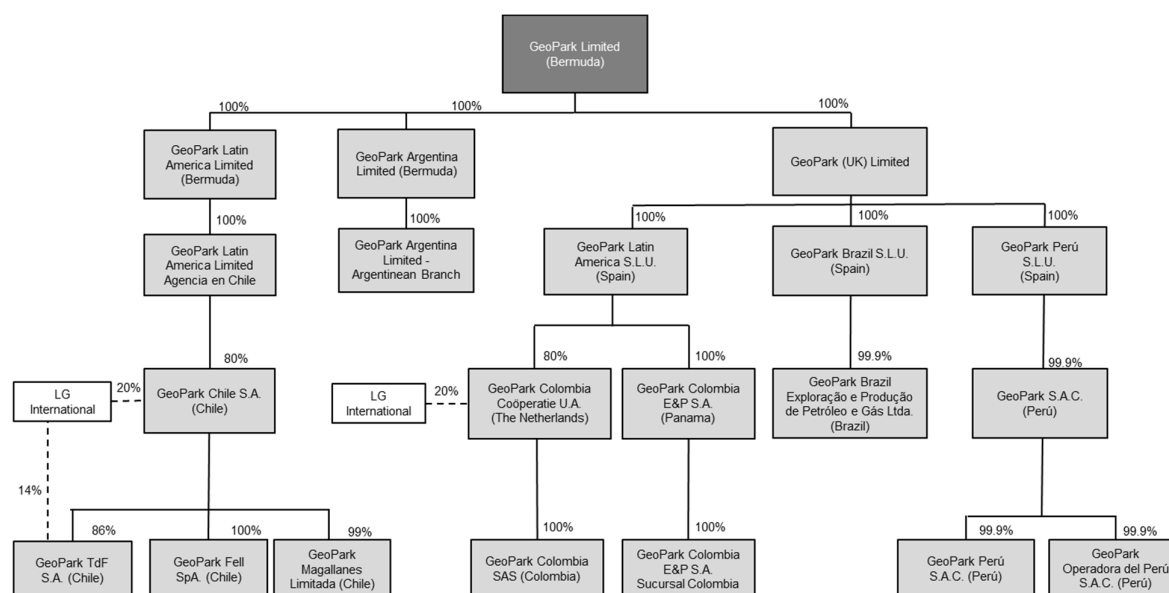 GeoPark Limited
(Bermuda)
100%
100%
100%
GeoPark Latin
America Limited
(Bermuda)
GeoPark Argentina
Limited (Bermuda)
GeoPark (UK) Limited
100%
100%
100%
100%
100%
GeoPark Latin
America Limited
Agencia en Chile
GeoPark Argentina
Limited -
Argentinean Branch
GeoPark Latin
America S.L.U.
(Spain)
GeoPark Brazil S.L.U.
(Spain)
GeoPark Perú
S.L.U.
(Spain)
80%
80%
100%
99.9%
99.9%
LG
International
20%
GeoPark Chile S.A.
(Chile)
LG
International
20%
GeoPark Colombia
Coöperatie U.A.
(The Netherlands)
GeoPark Colombia
E&P S.A.
(Panama)
GeoPark Brazil
Exploração e Produção
de Petróleo e Gás Ltda.
(Brazil)
GeoPark S.A.C.
(Perú)
14%
86%
100%
99%
100%
100%
99.9%
99.9%
GeoPark TdF
S.A. (Chile)
GeoPark Fell
SpA. (Chile)
GeoPark
Magallanes
Limitada (Chile)
GeoPark Colombia
SAS (Colombia)
GeoPark Colombia
E&P S.A.
Sucursal Colombia
GeoPark Perú
S.A.C. (Perú)
GeoPark
Operadora del Perú
S.A.C. (Perú)